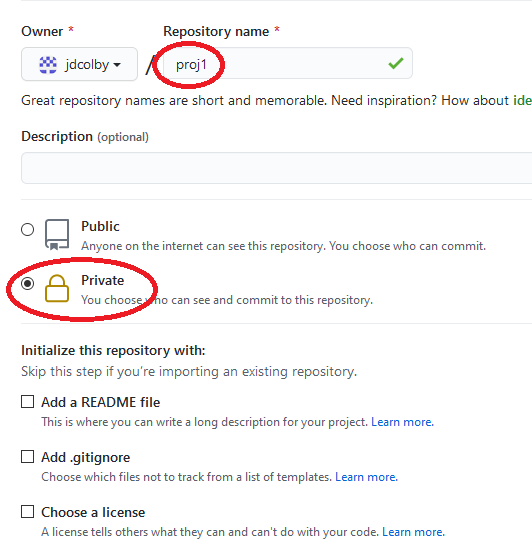 Owner * Repository name *
jdcolby / proj1
Great repository names are short and memorable. Need inspiration? How about ide
Description (optional)
Public
Anyone on the internet can see this repository. You choose who can commit.
Private
You choose who can see and commit to this repository.
Initialize this repository with:
Skip this step if you're importing an existing repository.
Add a README file
This is where you can write a long description for your project. Learn more.
Add .gitignore
Choose which files not to track from a list of templates. Learn more.
Choose a license
A license tells others what they can and can't do with your code. Learn more.